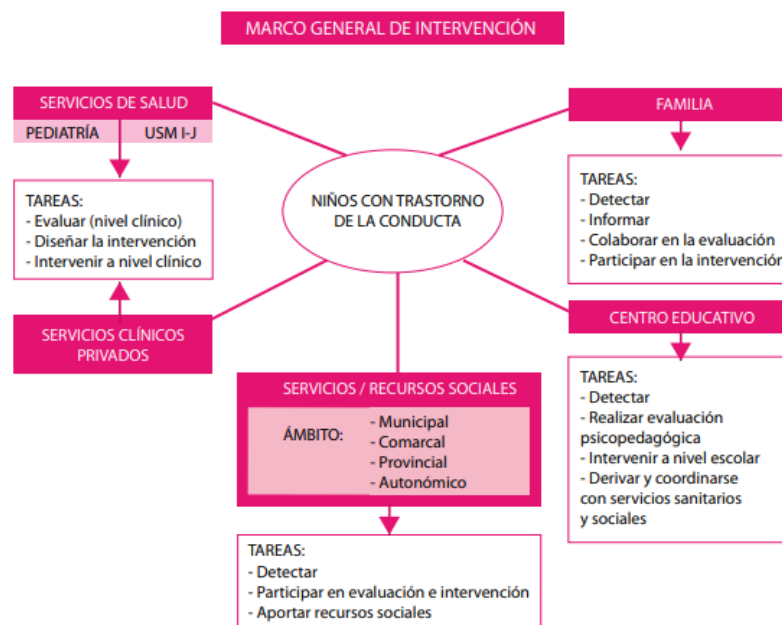 MARCO GENERAL DE INTERVENCIÓN
SERVICIOS DE SALUD
PEDIATRÍA USM I-J
TAREAS:
- Evaluar (nivel clínico)
- Diseñar la intervención
- Intervenir a nivel clínico
SERVICIOS CLÍNICOS
PRIVADOS
NIÑOS CON TRASTORNO
DE LA CONDUCTA
FAMILIA
TAREAS:
- Detectar
- Informar
- Colaborar en la evaluación
- Participar en la intervención
CENTRO EDUCATIVO
TAREAS:
- Detectar
- Realizar evaluación
psicopedagógica
- Intervenir a nivel escolar
- Derivar y coordinarse
con servicios sanitarios
y sociales
SERVICIOS / RECURSOS SOCIALES
ÁMBITO:
- Municipal
- Comarcal
- Provincial
- Autonómico
TAREAS:
- Detectar
- Participar en evaluación e intervención
- Aportar recursos sociales